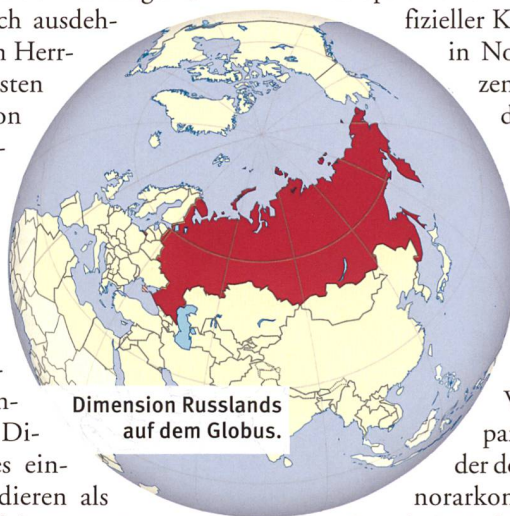 ch ausdeh-
Herr-
sten
on
Dimension Russlands
auf dem Globus.
Di-
es ein-
dieren als
fizieller K
in No
zen
d
par
der de
norarkon